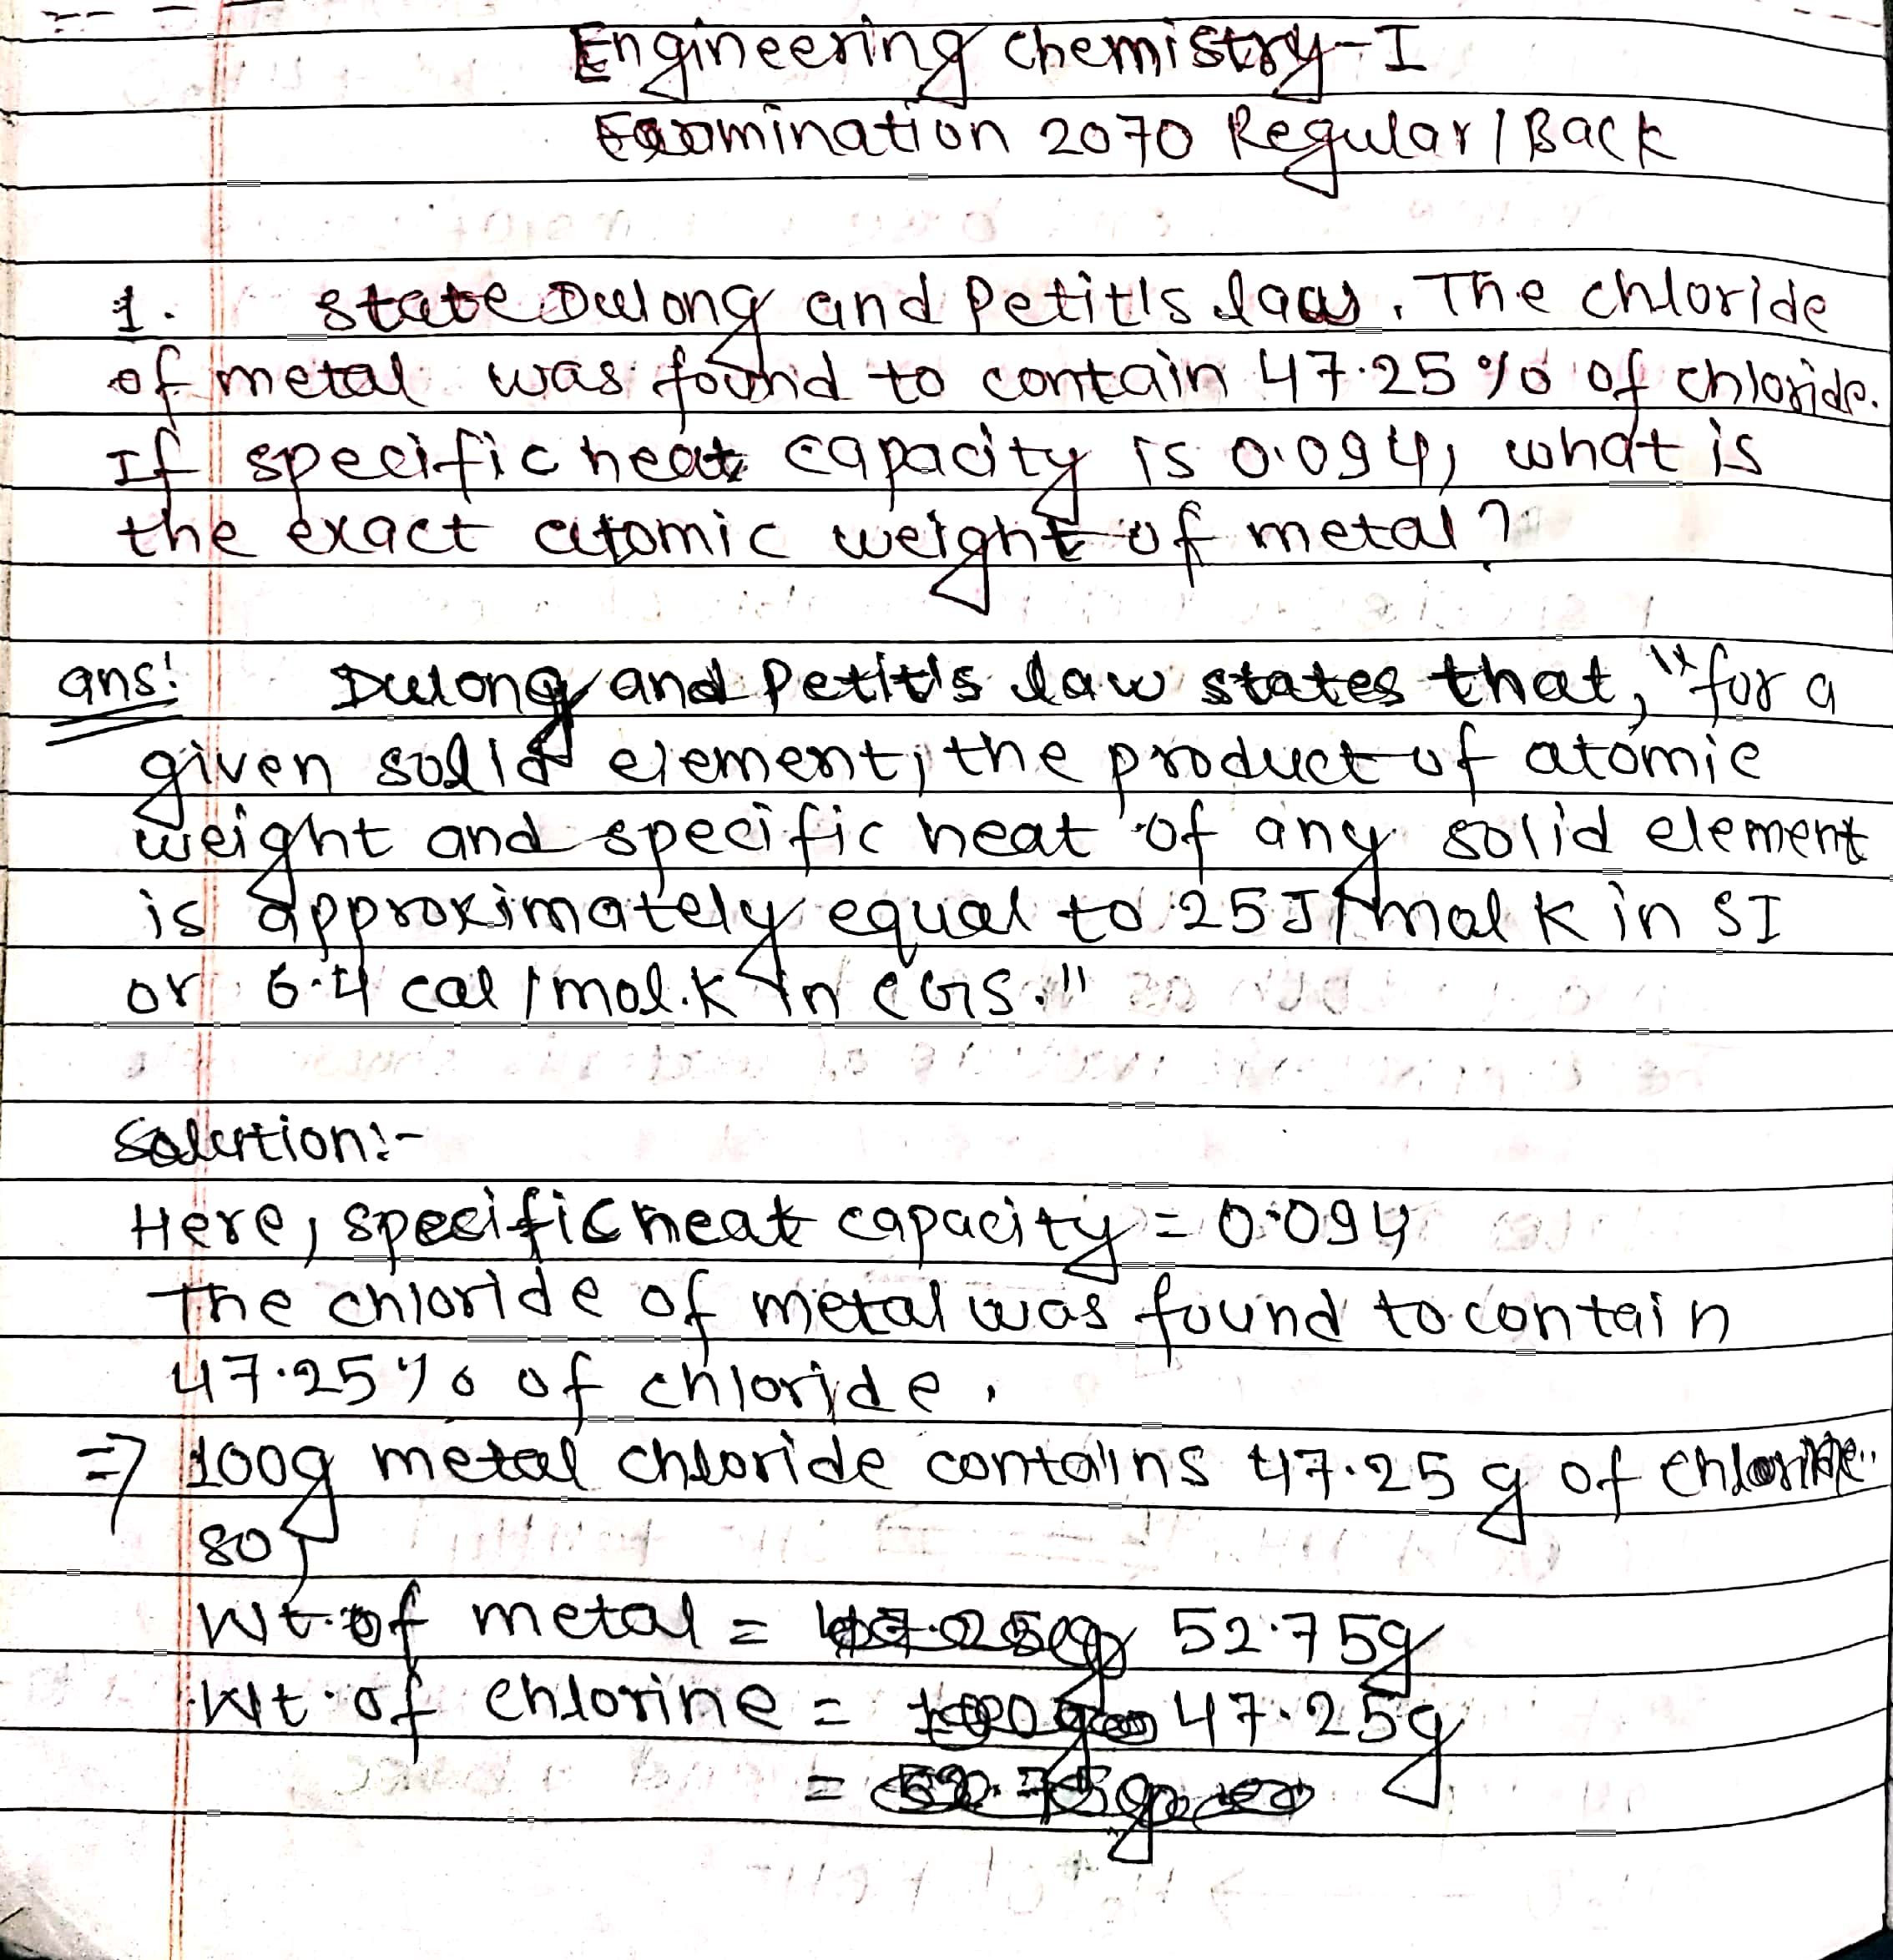 Engineering Chemistry-I
Examination 2070 Regular/Back
1. State Dulong and Petit's law. The chloride
of metal was found to contain 47.25% of chloride.
If specific heat capacity is 0.094, what is
the exact atomic weight of metal?
ans: Dulong and Petit's law states that, "for a
given solid element, the product of atomic
weight and specific heat of any solid element
is approximately equal to 25J/mol K in SI
or 6.4 cal/mol.K in CGS."
Solution:-
Here, specific heat capacity = 0.094
The chloride of metal was found to contain
47.25% of chloride.
=> 100g metal chloride contains 47.25 g of chlorine.
so,
Wt. of metal = 52.75g
Wt. of chlorine = 47.25g
=